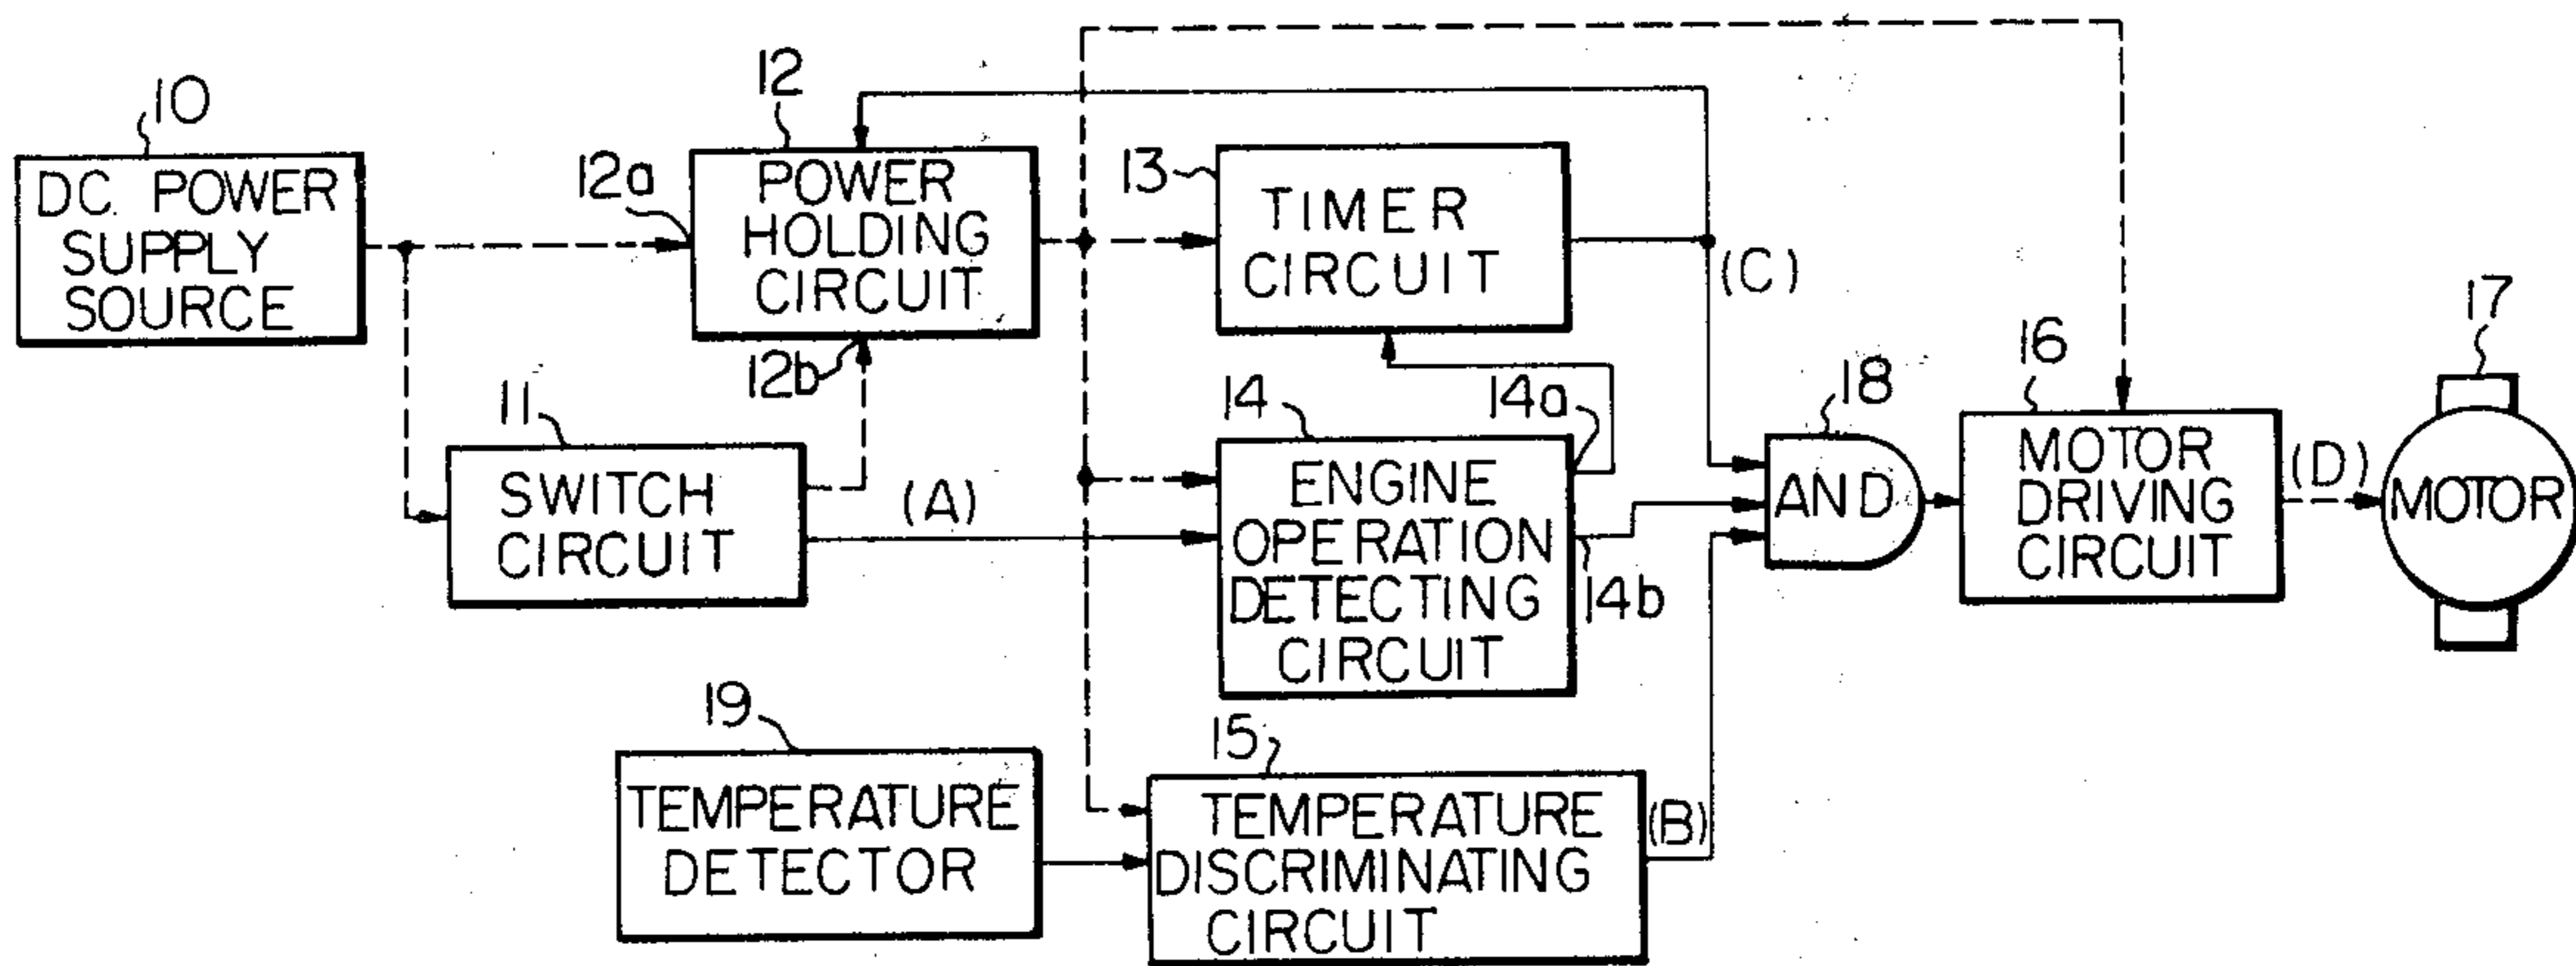 10
DC. POWER
SUPPLY
SOURCE
11
SWITCH
CIRCUIT
12
12a
12b
POWER
HOLDING
CIRCUIT
13
TIMER
CIRCUIT
(C)
(A)
14
14a
14b
ENGINE
OPERATION
DETECTING
CIRCUIT
18
AND
16
MOTOR
DRIVING
CIRCUIT
(D)
17
MOTOR
19
TEMPERATURE
DETECTOR
15
TEMPERATURE
DISCRIMINATING
CIRCUIT
(B)